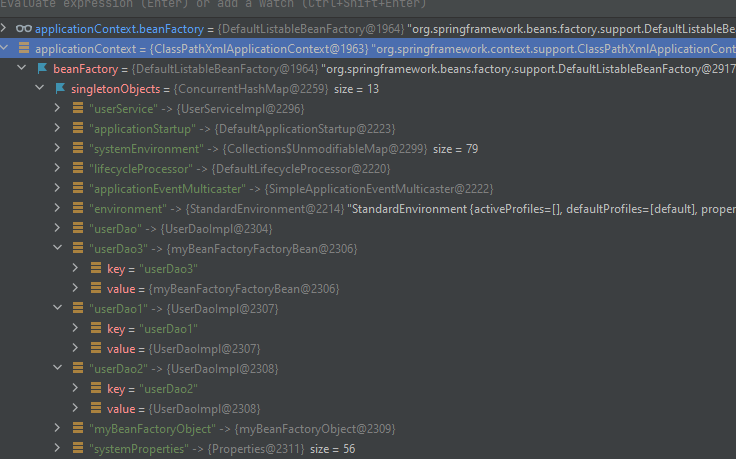 Evaluate expression (Enter) or add a watch (Ctrl+Shift+Enter)
applicationContext.beanFactory = {DefaultListableBeanFactory@1964} "org.springframework.beans.factory.support.DefaultListableBea
applicationContext = {ClassPathXmlApplicationContext@1963} "org.springframework.context.support.ClassPathXmlApplicationCont
beanFactory = {DefaultListableBeanFactory@1964} "org.springframework.beans.factory.support.DefaultListableBeanFactory@2917
singletonObjects = {ConcurrentHashMap@2259} size = 13
"userService" -> {UserServiceImpl@2296}
"applicationStartup" -> {DefaultApplicationStartup@2223}
"systemEnvironment" -> {Collections$UnmodifiableMap@2299} size = 79
"lifecycleProcessor" -> {DefaultLifecycleProcessor@2220}
"applicationEventMulticaster" -> {SimpleApplicationEventMulticaster@2222}
"environment" -> {StandardEnvironment@2214} "StandardEnvironment {activeProfiles=[], defaultProfiles=[default], proper
"userDao" -> {UserDaoImpl@2304}
"userDao3" -> {myBeanFactoryFactoryBean@2306}
key = "userDao3"
value = {myBeanFactoryFactoryBean@2306}
"userDao1" -> {UserDaoImpl@2307}
key = "userDao1"
value = {UserDaoImpl@2307}
"userDao2" -> {UserDaoImpl@2308}
key = "userDao2"
value = {UserDaoImpl@2308}
"myBeanFactoryObject" -> {myBeanFactoryObject@2309}
"systemProperties" -> {Properties@2311} size = 56